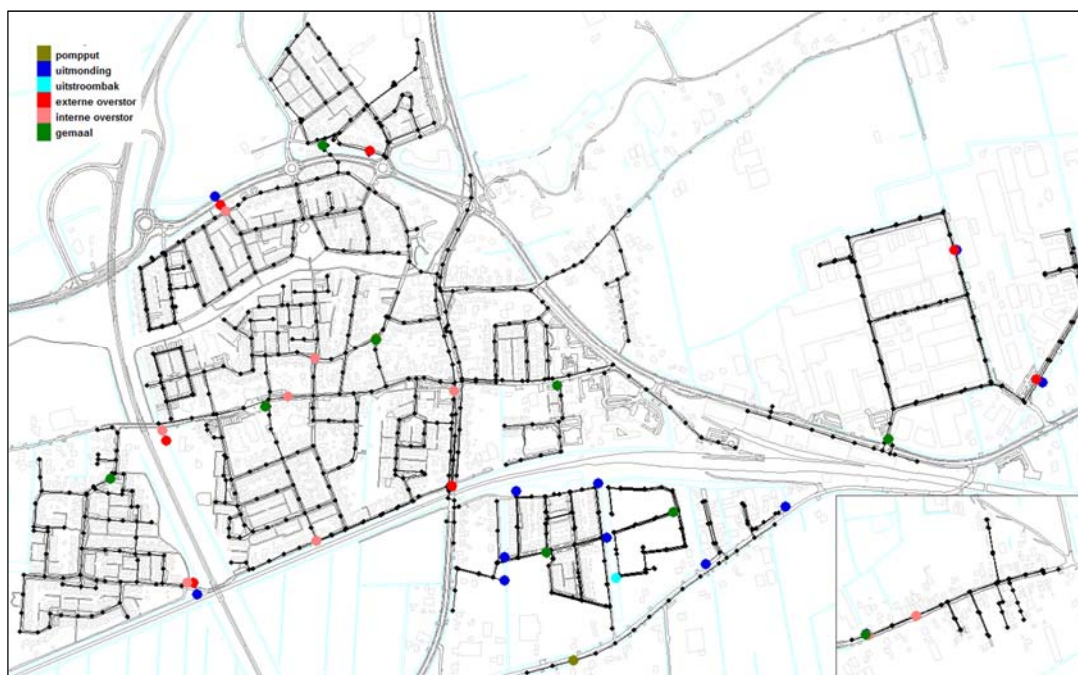 pompput
uitmonding
uitstroombak
externe overstor
interne overstor
gemaal